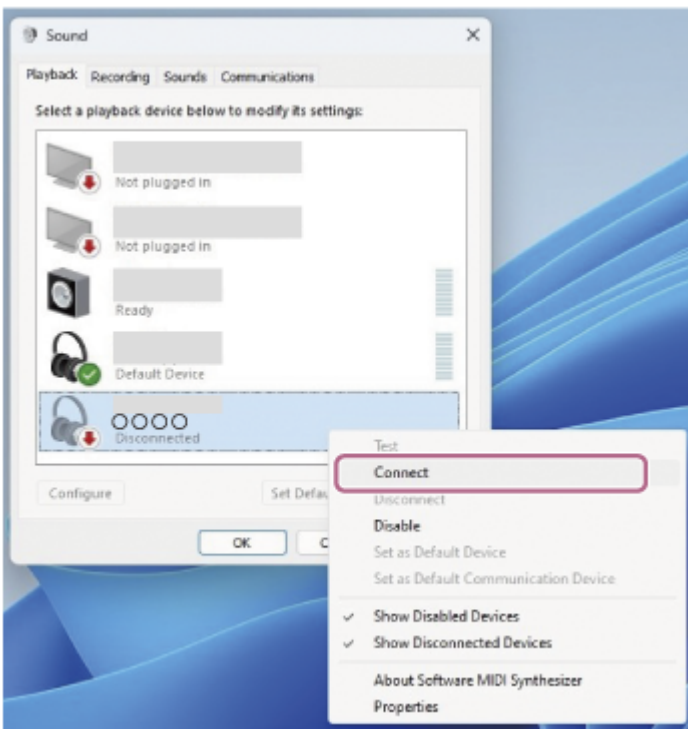 Sound
Playback Recording Sounds Communications
Select a playback device below to modify its settings:
Not plugged in
Not plugged in
Ready
Default Device
○○○○
Disconnected
Configure
Set Defau
OK
C
Test
Connect
Disconnect
Disable
Set as Default Device
Set as Default Communication Device
Show Disabled Devices
Show Disconnected Devices
About Software MIDI Synthesizer
Properties